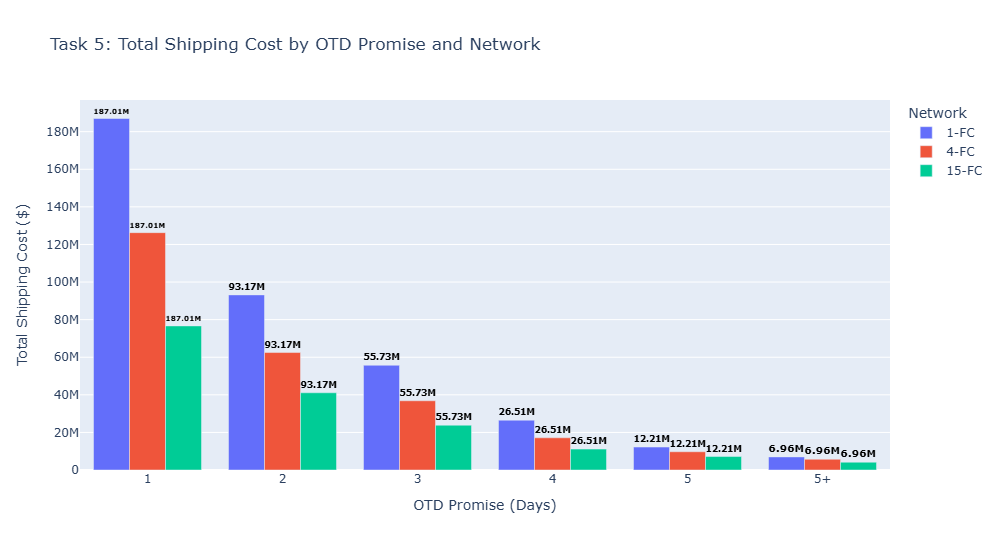 Task 5: Total Shipping Cost by OTD Promise and Network
Network
1-FC
4-FC
15-FC
Total Shipping Cost ($)
180M
160M
140M
120M
100M
80M
60M
40M
20M
0
187.01M
187.01M
187.01M
93.17M
93.17M
93.17M
55.73M
55.73M
55.73M
26.51M
26.51M
26.51M
12.21M
12.21M
12.21M
6.96M
6.96M
6.96M
1
2
3
4
5
5+
OTD Promise (Days)